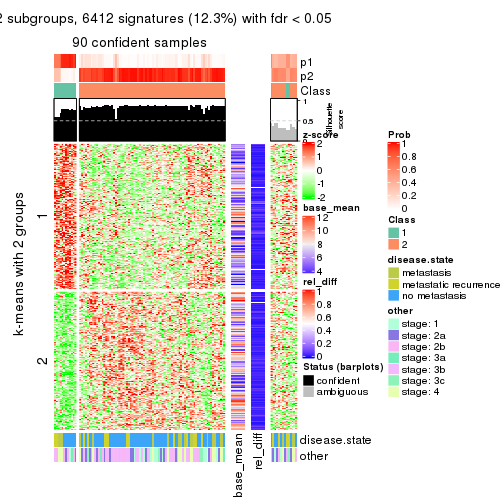 2 subgroups, 6412 signatures (12.3%) with fdr < 0.05
90 confident samples
p1
p2
Class
1
0.5
0
Silhouette
score
k-means with 2 groups
1
2
z-score
2
1
0
-1
-2
base_mean
12
10
8
6
4
rel_diff
1
0.8
0.6
0.4
0.2
0
Status (barplots)
confident
ambiguous
Prob
1
0.8
0.6
0.4
0.2
0
Class
1
2
disease.state
metastasis
metastatic recurrence
no metastasis
other
stage: 1
stage: 2a
stage: 2b
stage: 3a
stage: 3b
stage: 3c
stage: 4
disease.state
other
base_mean
rel_diff